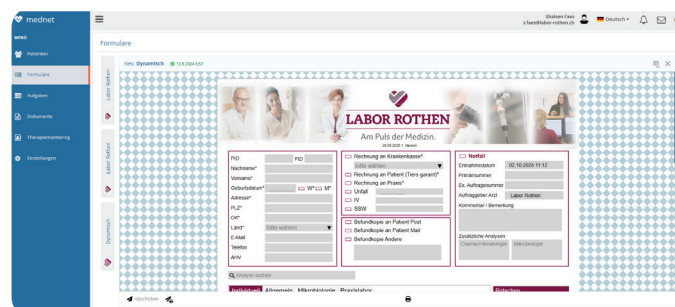 mednet
Shaleen Faes
s.faes@labor-rothen.ch
Deutsch
MENÜ
Patienten
Formulare
Aufgaben
Dokumente
Therapiemonitoring
Einstellungen
Formulare
Labor Rothen
Labor Rothen
Dynamisch
Neu Dynamisch
LABOR ROTHEN
Am Puls der Medizin.
PID
PID
Nachname*
Vorname*
Geburtsdatum*
W*
M*
Adresse*
PLZ*
Ort*
Land*
bitte wählen
E-Mail
Telefon
AHV
Rechnung an Krankenkasse*
bitte wählen
Rechnung an Patient (Tiers garant)*
Rechnung an Praxis*
Unfall
IV
SSW
Befundkopie an Patient Post
Befundkopie an Patient Mail
Befundkopie Andere
Notfall
Entnahmedatum
02.10.2025 11:12
Primärnummer
Ex. Auftragsnummer
Auftraggeber Arzt
Labor Rothen
Kommentar / Bemerkung
Zusätzliche Analysen
Chemie/Hämatologie
Mikrobiologie
Analyse suchen
Individuell Allgemein Mikrobiologie Praxislabor
Abschicken